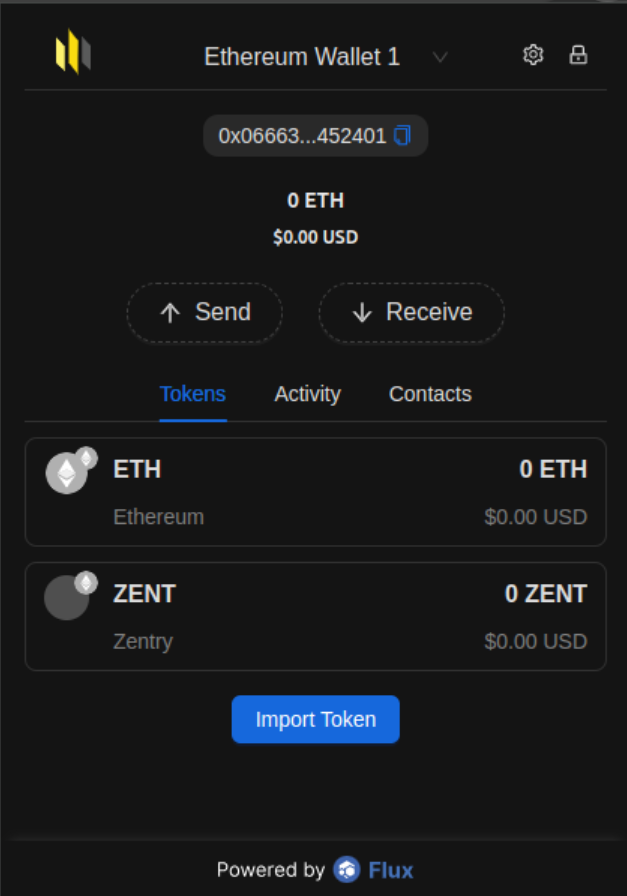 Ethereum Wallet 1
0x06663...452401
0 ETH
$0.00 USD
Send Receive
Tokens Activity Contacts
ETH 0 ETH
Ethereum $0.00 USD
ZENT 0 ZENT
Zentry $0.00 USD
Import Token
Powered by Flux